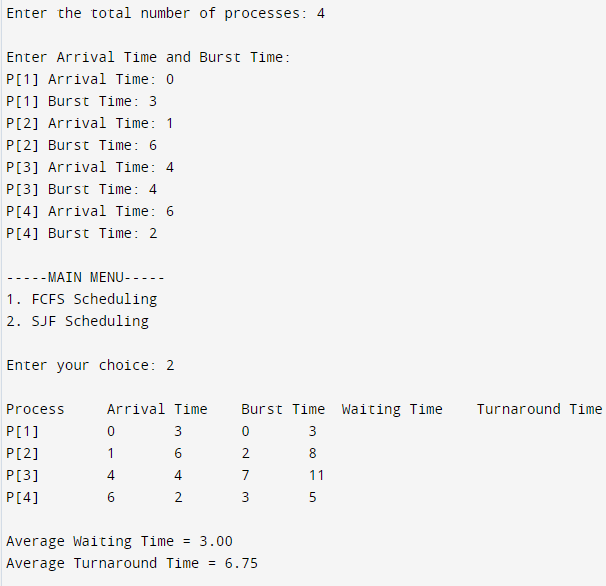 Enter the total number of processes: 4
Enter Arrival Time and Burst Time:
P[1] Arrival Time: 0
P[1] Burst Time: 3
P[2] Arrival Time: 1
P[2] Burst Time: 6
P[3] Arrival Time: 4
P[3] Burst Time: 4
P[4] Arrival Time: 6
P[4] Burst Time: 2
-----MAIN MENU-----
1. FCFS Scheduling
2. SJF Scheduling
Enter your choice: 2
Process Arrival Time Burst Time Waiting Time Turnaround Time
P[1] 0 3 0 3
P[2] 1 6 2 8
P[3] 4 4 7 11
P[4] 6 2 3 5
Average Waiting Time = 3.00
Average Turnaround Time = 6.75